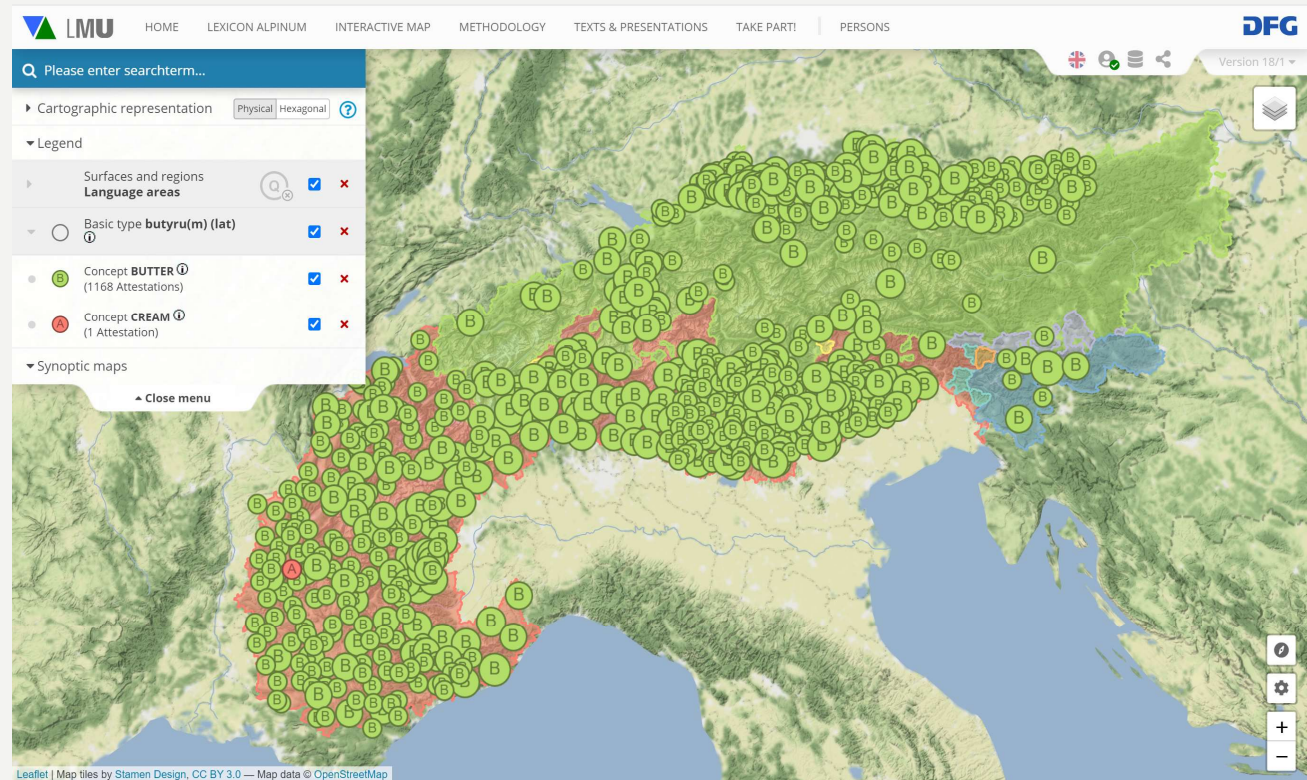 LMU HOME LEXICON ALPINUM INTERACTIVE MAP METHODOLOGY TEXTS & PRESENTATIONS TAKE PART! PERSONS DFG
Version 18/1
Please enter searchterm...
Cartographic representation Physical Hexagonal ?
Legend
Surfaces and regions
Language areas
Q
Basic type butyru(m) (lat)
B
Concept BUTTER
(1168 Attestations)
A
Concept CREAM
(1 Attestation)
Synoptic maps
Close menu
+
−
Leaflet | Map tiles by Stamen Design, CC BY 3.0 — Map data © OpenStreetMap